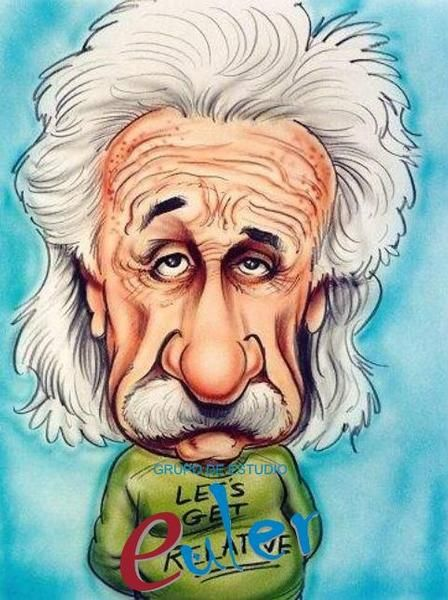 GRUPO DE ESTUDIO
LET'S
GET
RELATIVE
euler